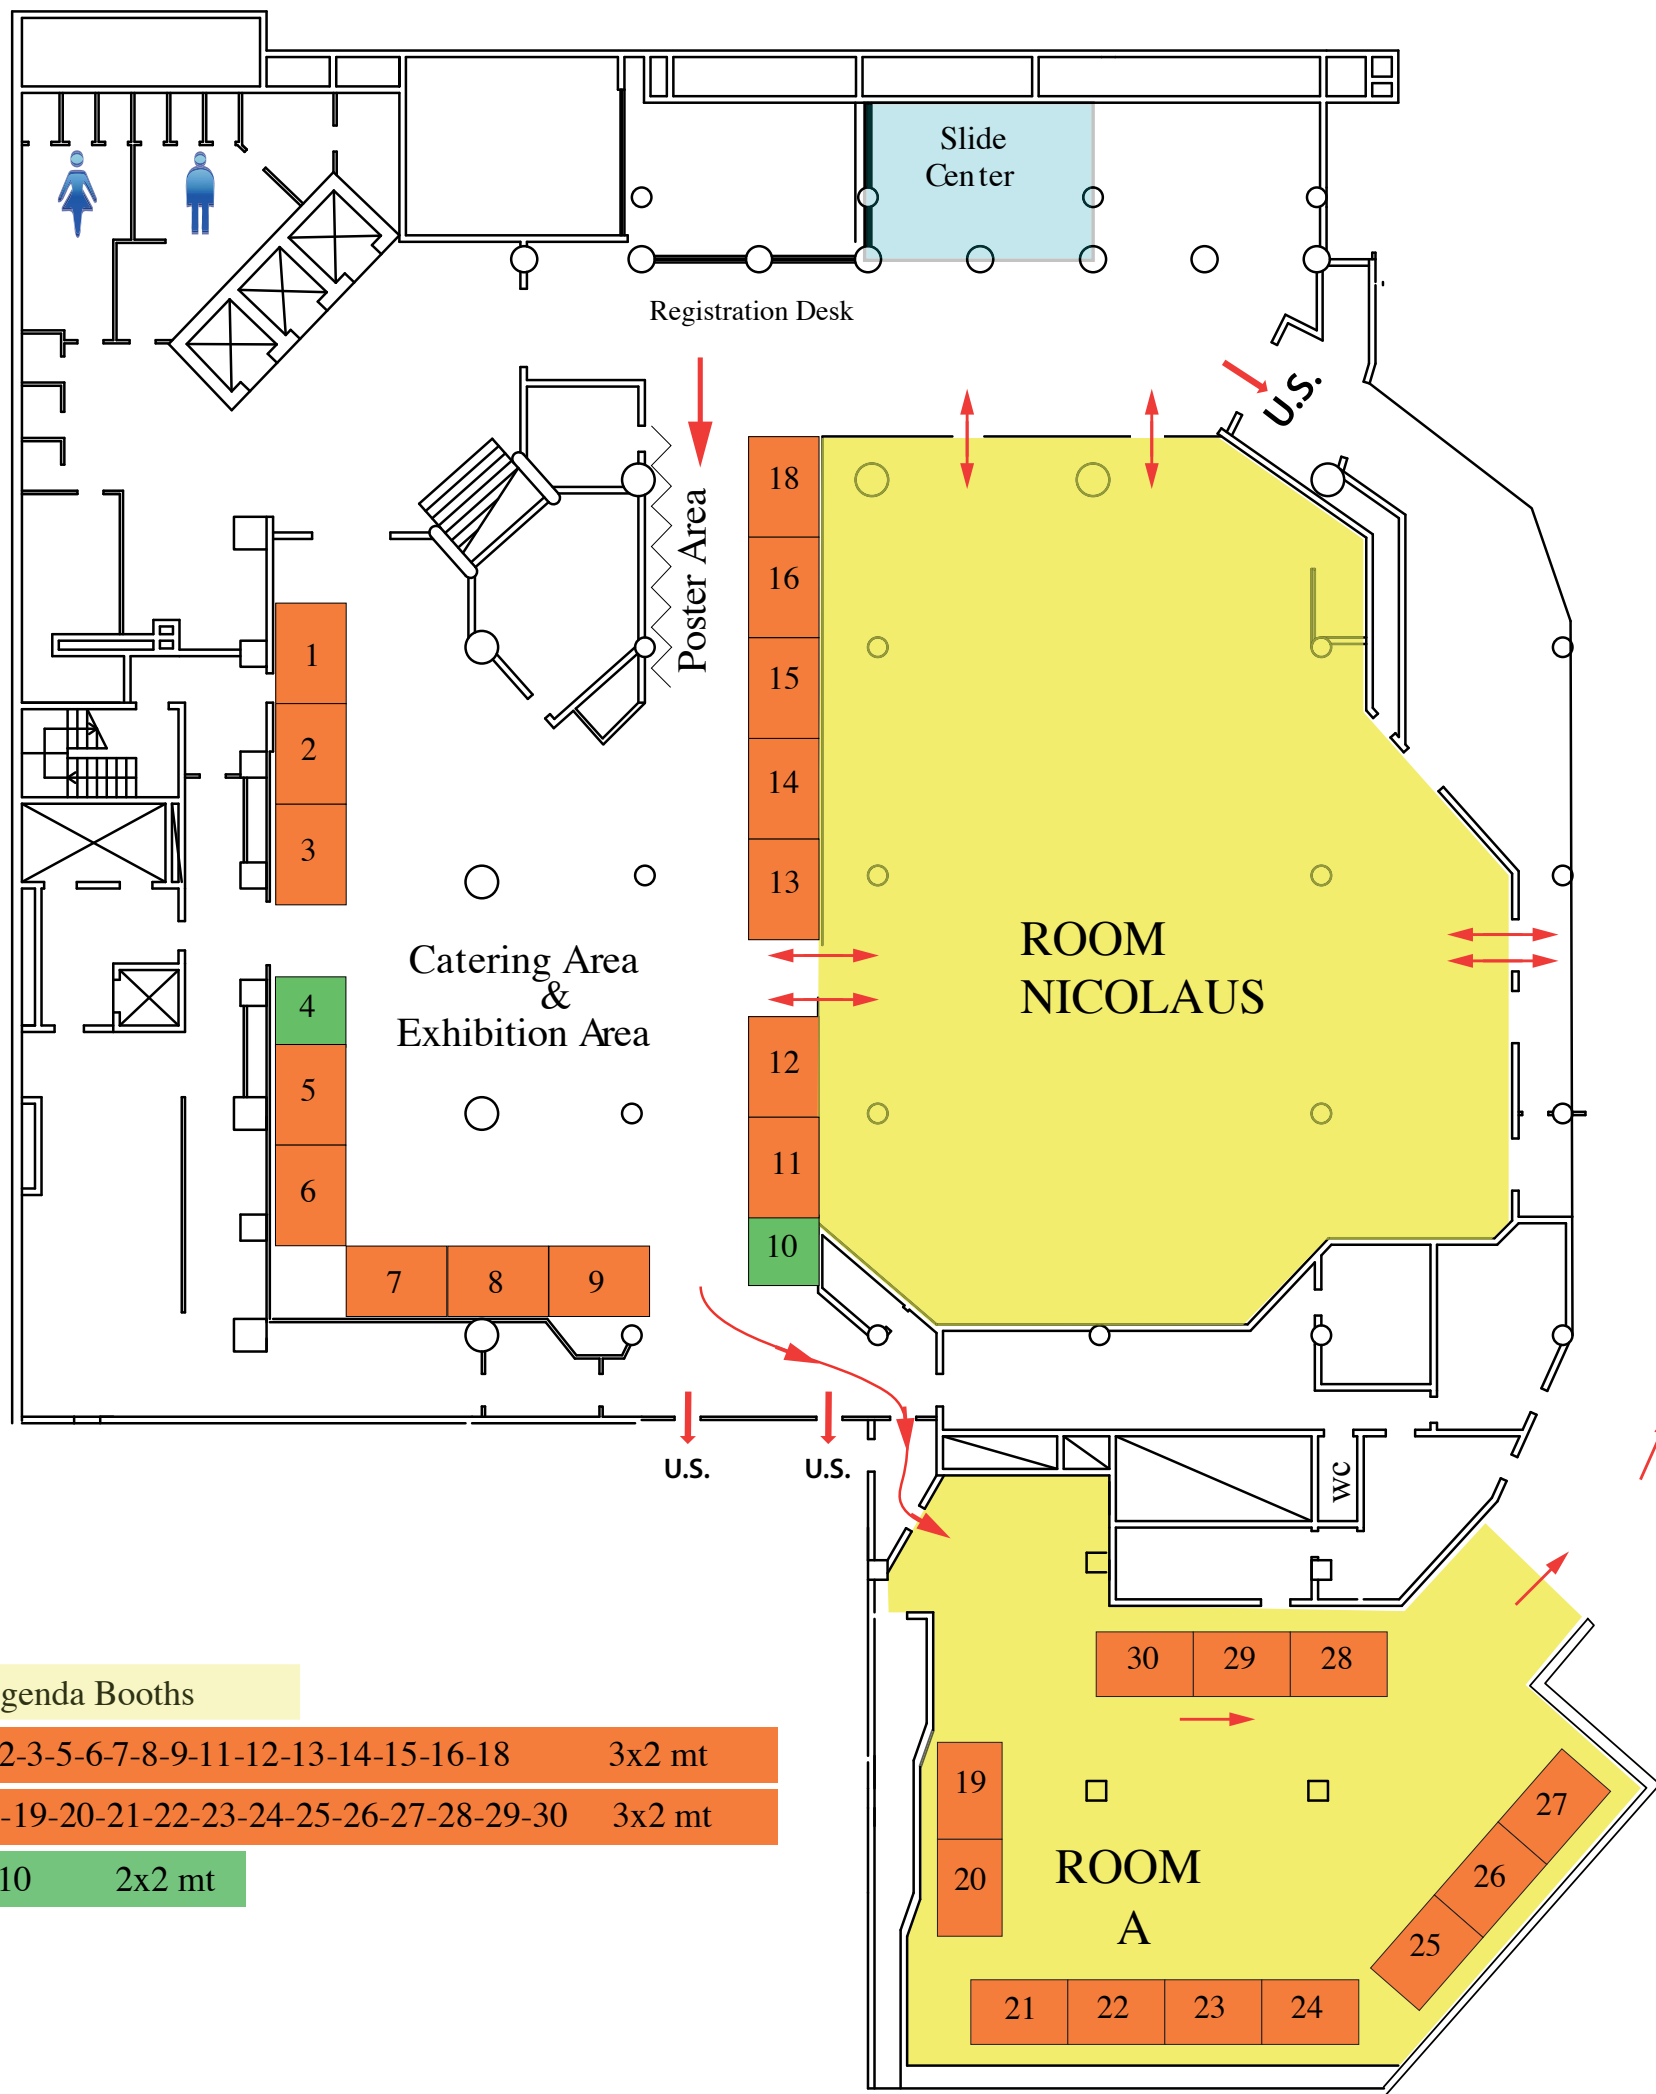 Slide
Center
Registration Desk
U.S.
Poster Area
18
16
15
14
13
1
2
3
Catering Area
&
Exhibition Area
ROOM
NICOLAUS
4
5
6
7
8
9
12
11
10
U.S.
U.S.
wc
30
29
28
19
20
27
26
25
ROOM
A
21
22
23
24
genda Booths
2-3-5-6-7-8-9-11-12-13-14-15-16-18 3x2 mt
-19-20-21-22-23-24-25-26-27-28-29-30 3x2 mt
10 2x2 mt